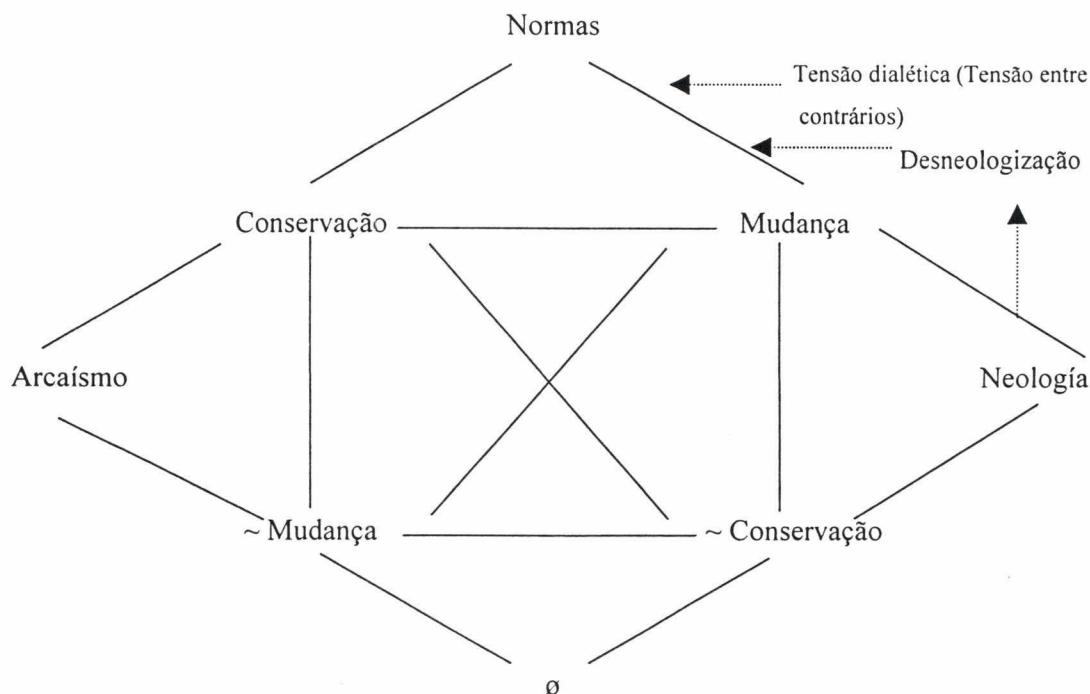 Normas
Tensão dialética (Tensão entre
contrários)
Desneologização
Conservação
Mudança
Arcaísmo
Neología
~ Mudança
~ Conservação
ø